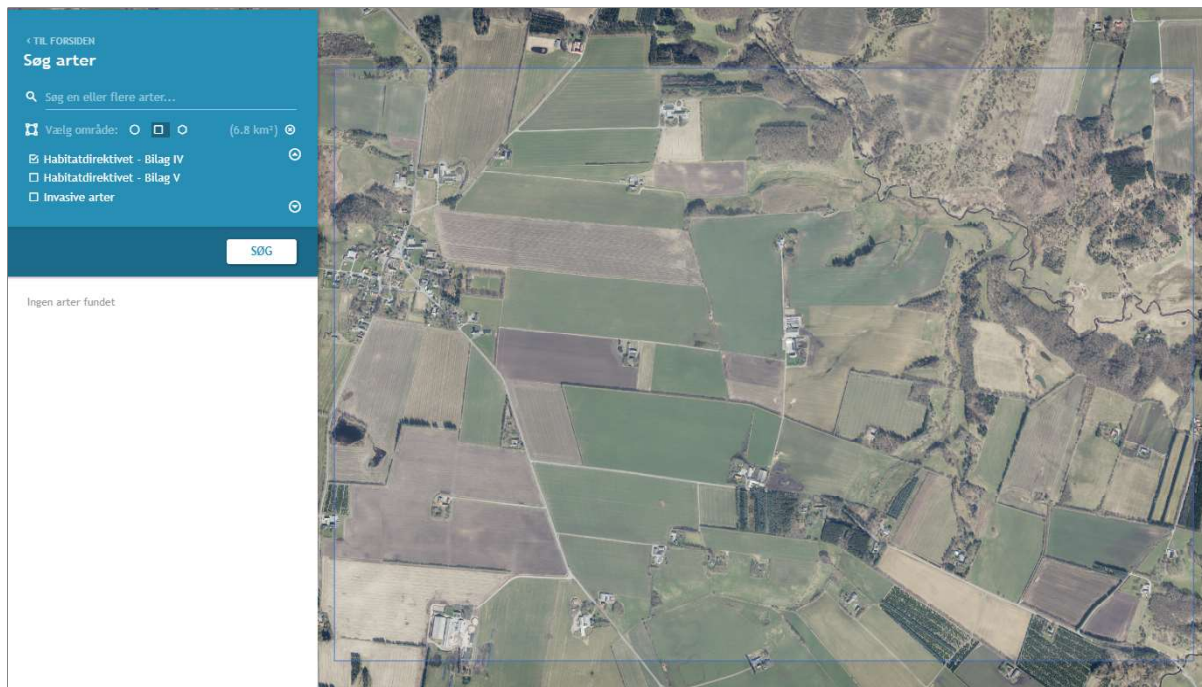 ‹ TIL FORSIDEN
Søg arter
Søg en eller flere arter...
Vælg område: (6.8 km²)
Habitatdirektivet - Bilag IV
Habitatdirektivet - Bilag V
Invasive arter
SØG
Ingen arter fundet